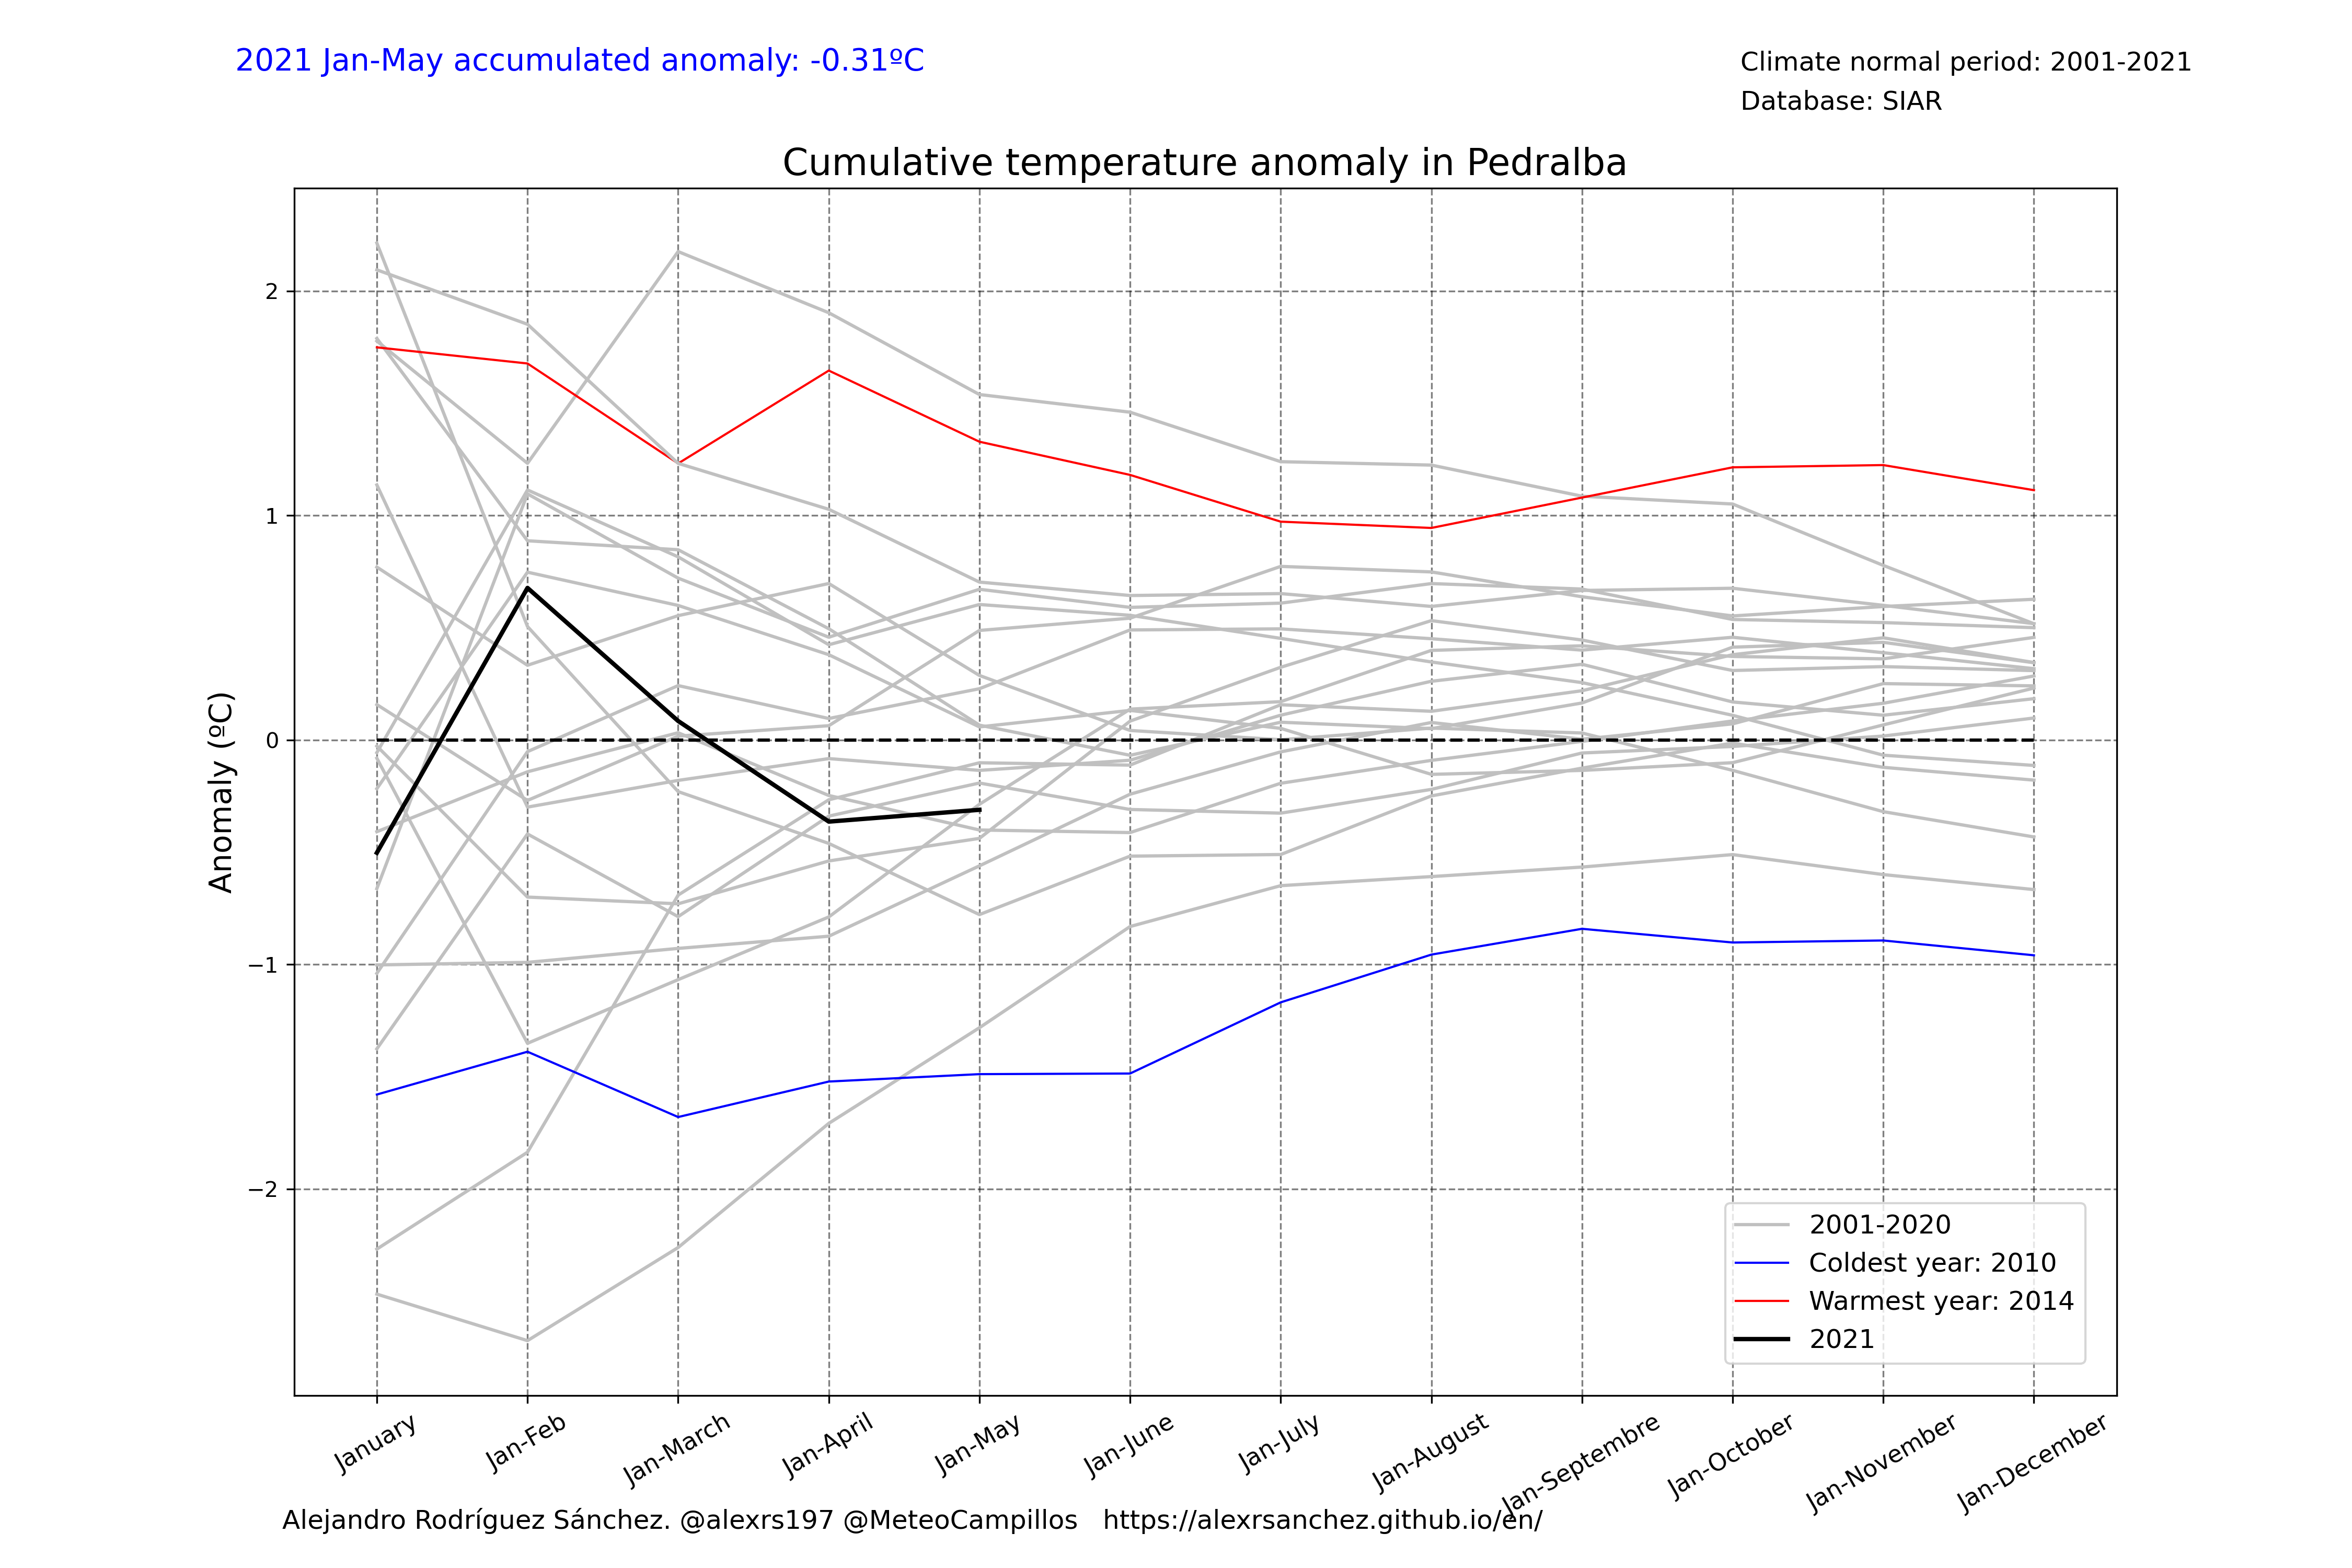 2021 Jan-May accumulated anomaly: -0.31ºC
Climate normal period: 2001-2021
Database: SIAR
Cumulative temperature anomaly in Pedralba
Anomaly (ºC)
2
1
0
−1
−2
2001-2020
Coldest year: 2010
Warmest year: 2014
2021
January
Jan-Feb
Jan-March
Jan-April
Jan-May
Jan-June
Jan-July
Jan-August
Jan-Septembre
Jan-October
Jan-November
Jan-December
Alejandro Rodríguez Sánchez. @alexrs197 @MeteoCampillos   https://alexrsanchez.github.io/en/